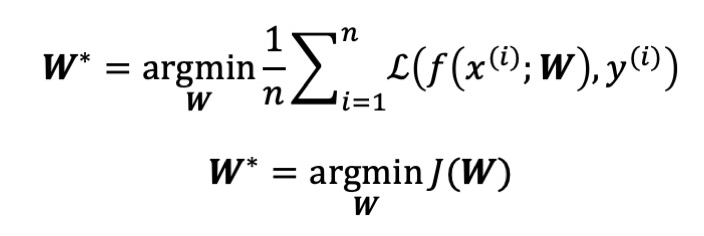 W* = argmin_W 1/n ∑_{i=1}^{n} ℒ(f(x^{(i)}; W), y^{(i)})
W* = argmin_W J(W)